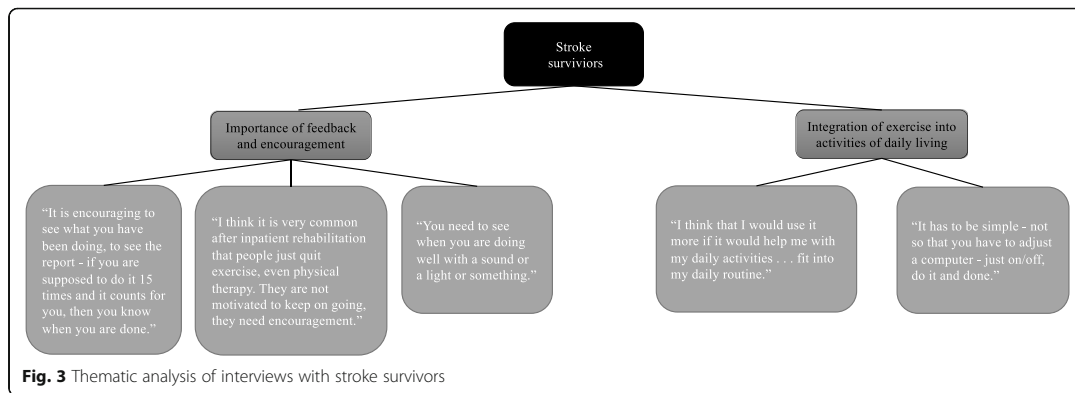 Stroke
surviviors
Importance of feedback
and encouragement
Integration of exercise into
activities of daily living
“It is encouraging to
see what you have
been doing, to see the
report - if you are
supposed to do it 15
times and it counts for
you, then you know
when you are done.”
“I think it is very common
after inpatient rehabilitation
that people just quit
exercise, even physical
therapy. They are not
motivated to keep on going,
they need encouragement.”
“You need to see
when you are doing
well with a sound or
a light or something.”
“I think that I would use it
more if it would help me with
my daily activities . . . fit into
my daily routine.”
“It has to be simple - not
so that you have to adjust
a computer - just on/off,
do it and done.”
Fig. 3 Thematic analysis of interviews with stroke survivors